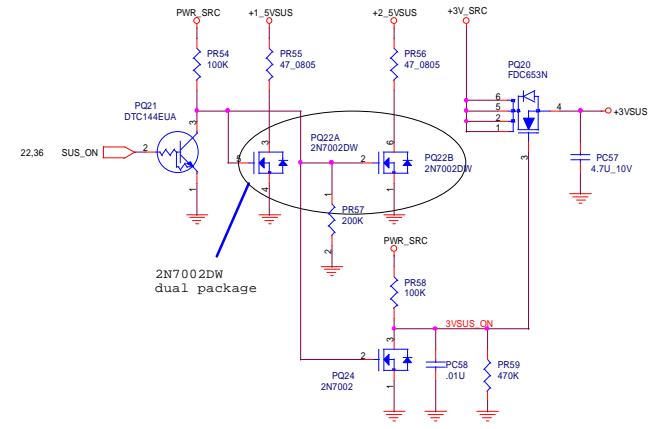 PWR_SRC
+1_5VSUS
+2_5VSUS
+3V_SRC
PR54
100K
PR55
47_0805
PR56
47_0805
PQ20
FDC653N
6
5
2
1
4
+3VSUS
3
PQ21
DTC144EUA
3
22,36
SUS_ON
2
1
PQ22A
2N7002DW
3
5
4
6
2
PQ22B
2N7002DW
1
PC57
4.7U_10V
1
PR57
200K
2
2N7002DW
dual package
PWR_SRC
PR58
100K
3VSUS_ON
3
2
PQ24
2N7002
1
PC58
.01U
PR59
470K